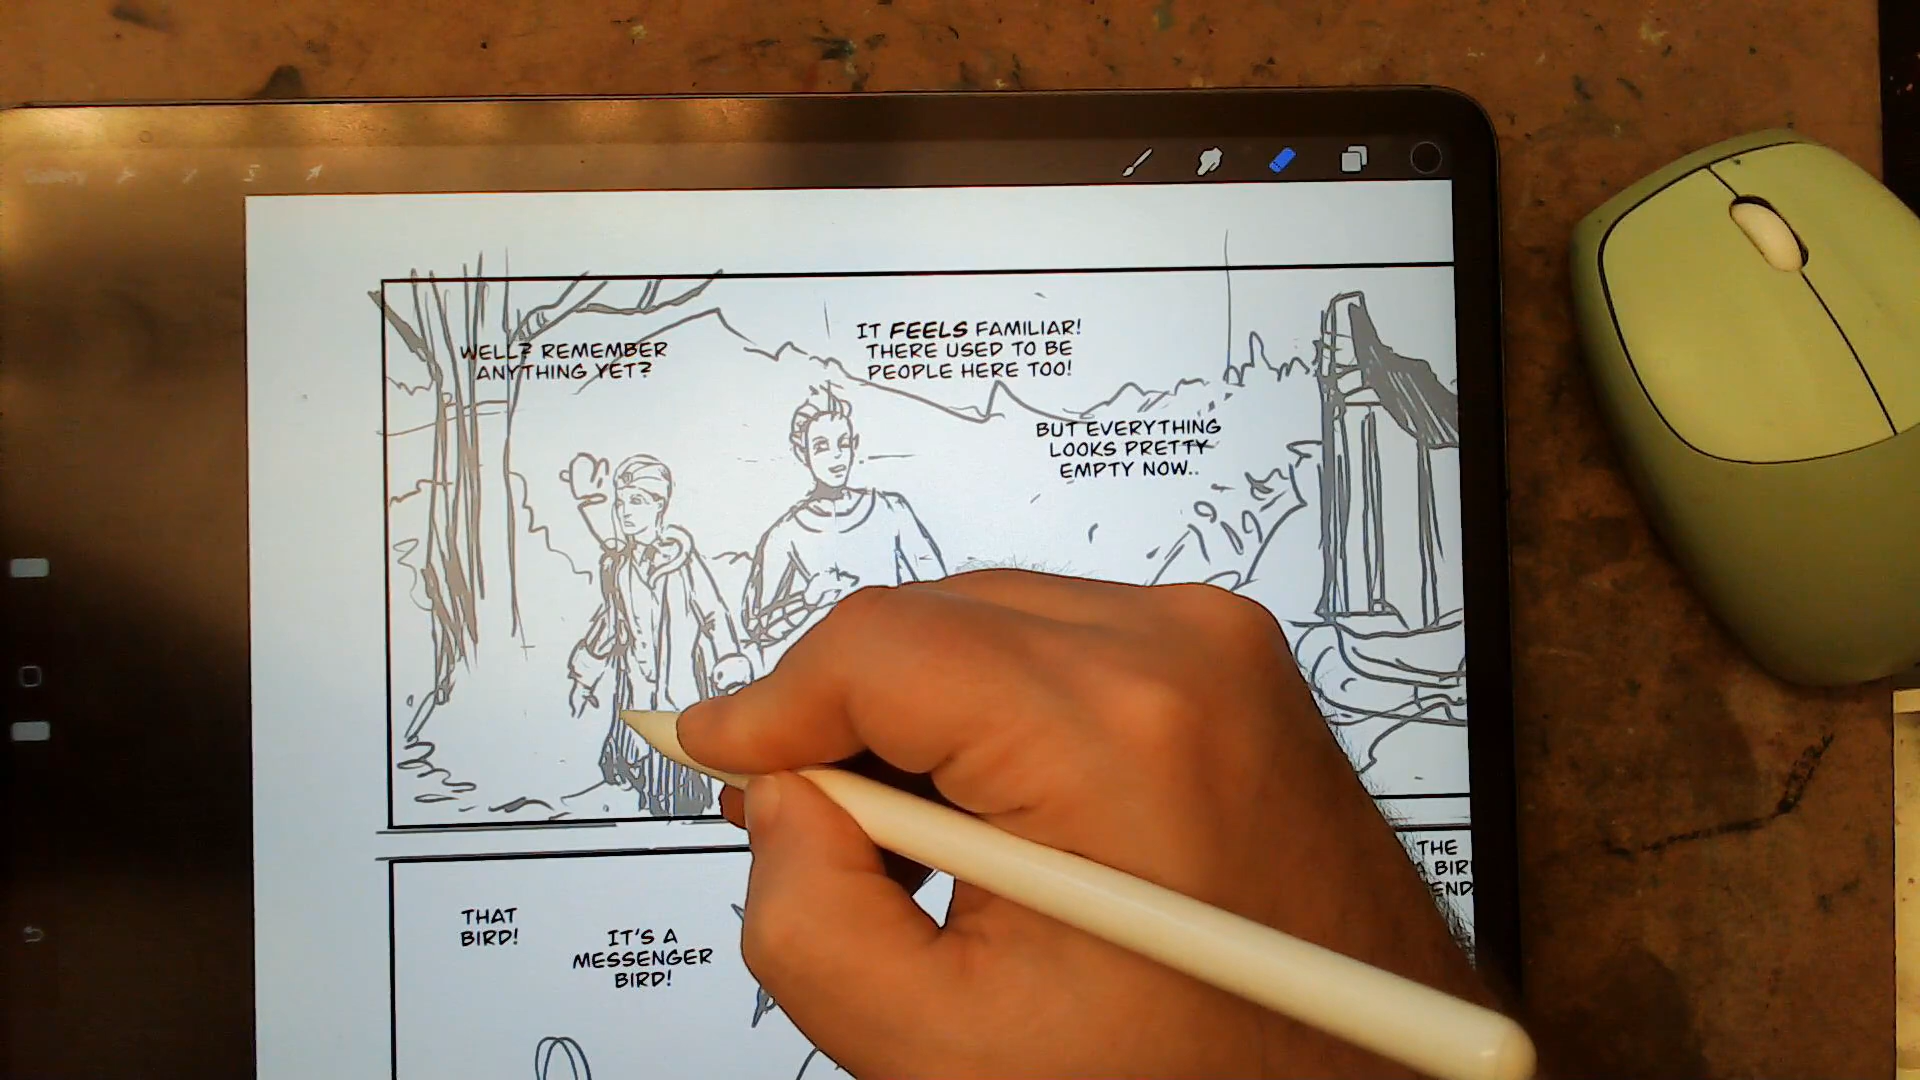 Gallery
WELL? REMEMBER
ANYTHING YET?
IT FEELS FAMILIAR!
THERE USED TO BE
PEOPLE HERE TOO!
BUT EVERYTHING
LOOKS PRETTY
EMPTY NOW..
THAT
BIRD!
IT'S A
MESSENGER
BIRD!
THE